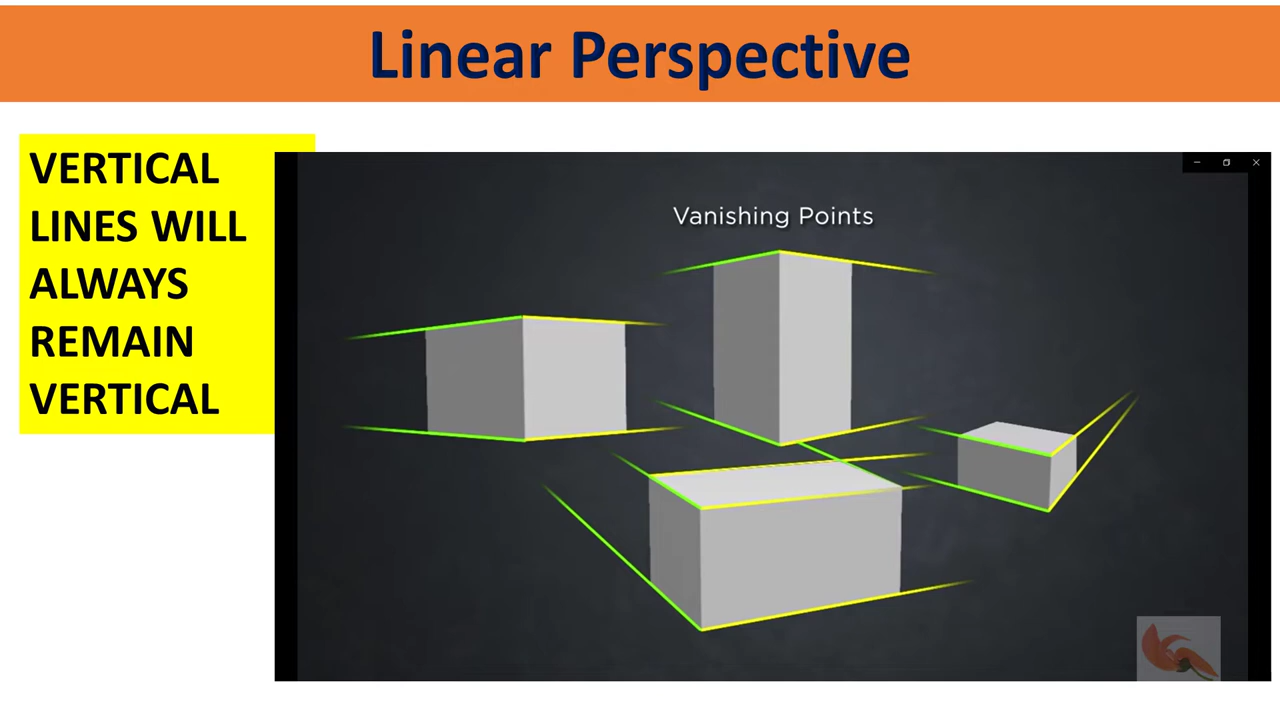 Linear Perspective
VERTICAL
LINES WILL
ALWAYS
REMAIN
VERTICAL
Vanishing Points